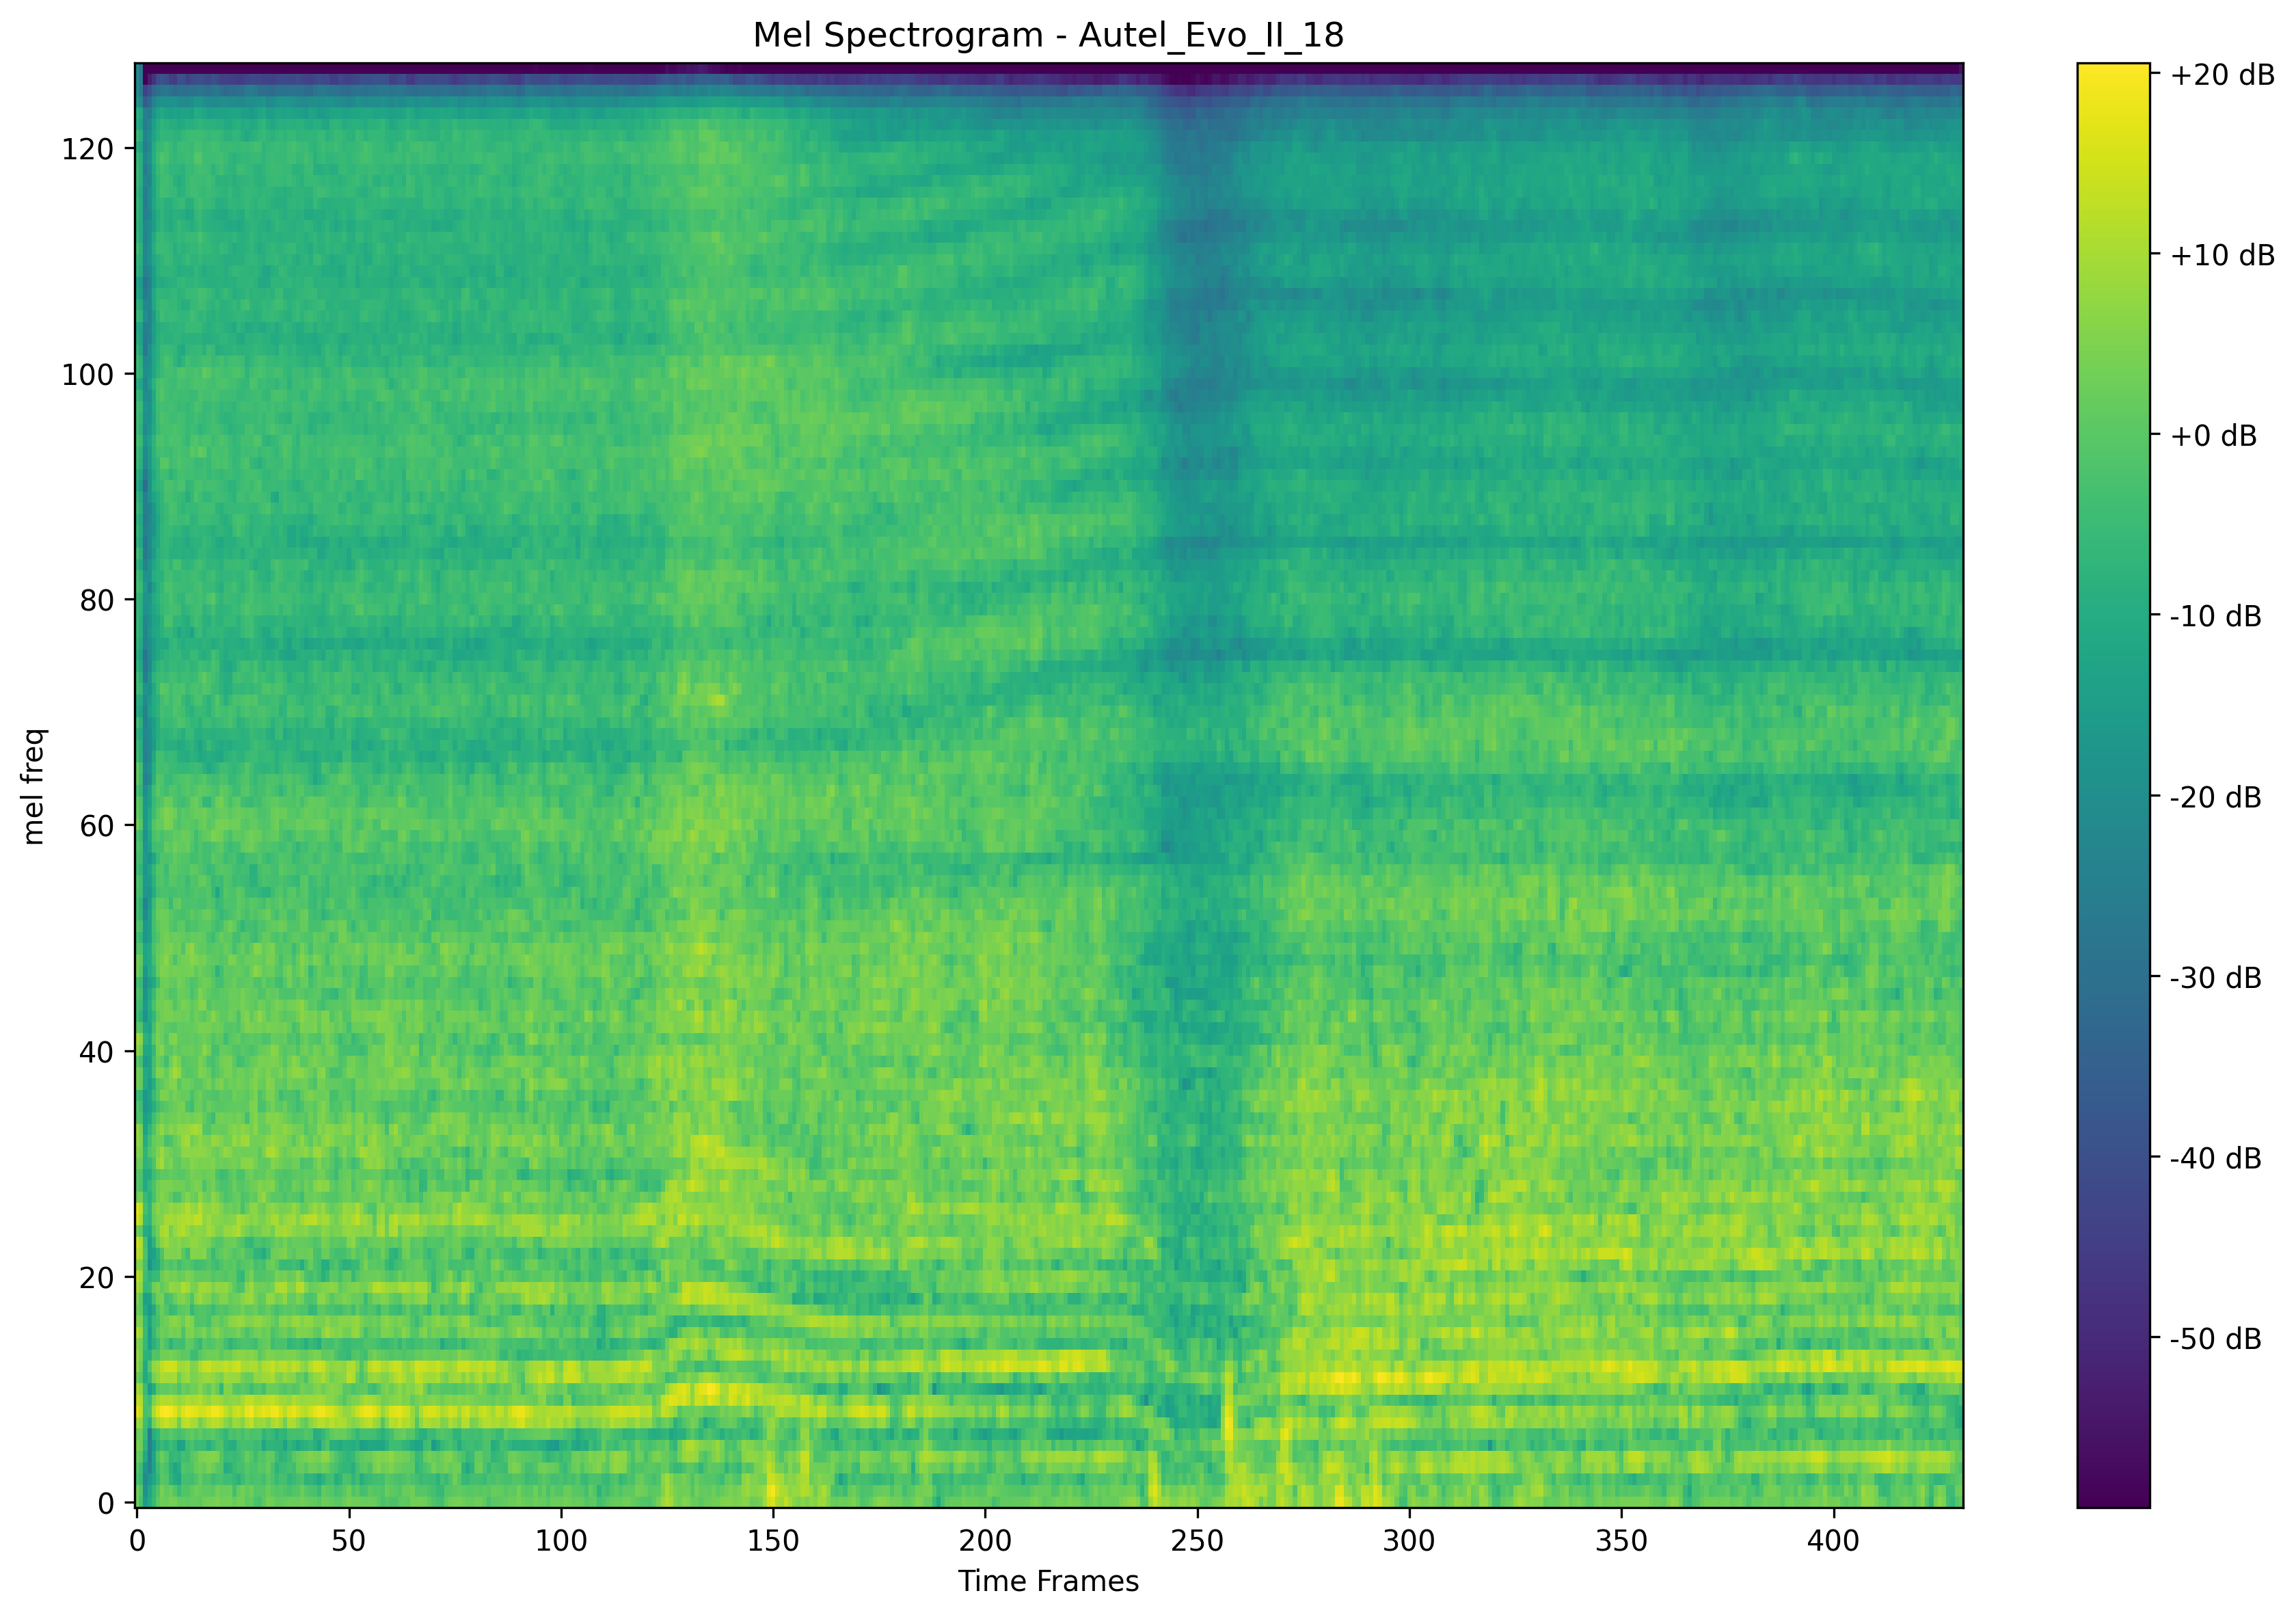 Mel Spectrogram - Autel_Evo_II_18
mel freq
120
100
80
60
40
20
0
0 50 100 150 200 250 300 350 400
Time Frames
+20 dB
+10 dB
+0 dB
-10 dB
-20 dB
-30 dB
-40 dB
-50 dB